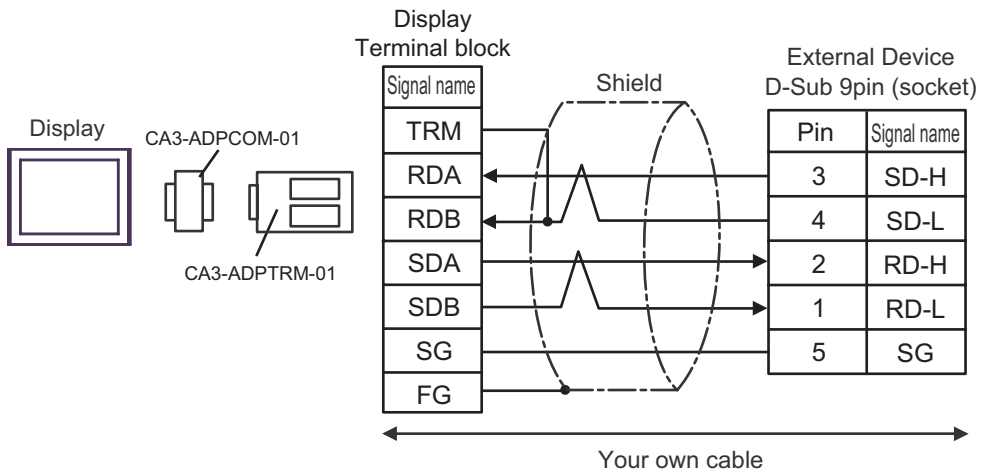 Display
Terminal block
External Device
D-Sub 9pin (socket)
Shield
Display
CA3-ADPCOM-01
CA3-ADPTRM-01
Signal name
TRM
RDA
RDB
SDA
SDB
SG
FG
Pin Signal name
3 SD-H
4 SD-L
2 RD-H
1 RD-L
5 SG
Your own cable